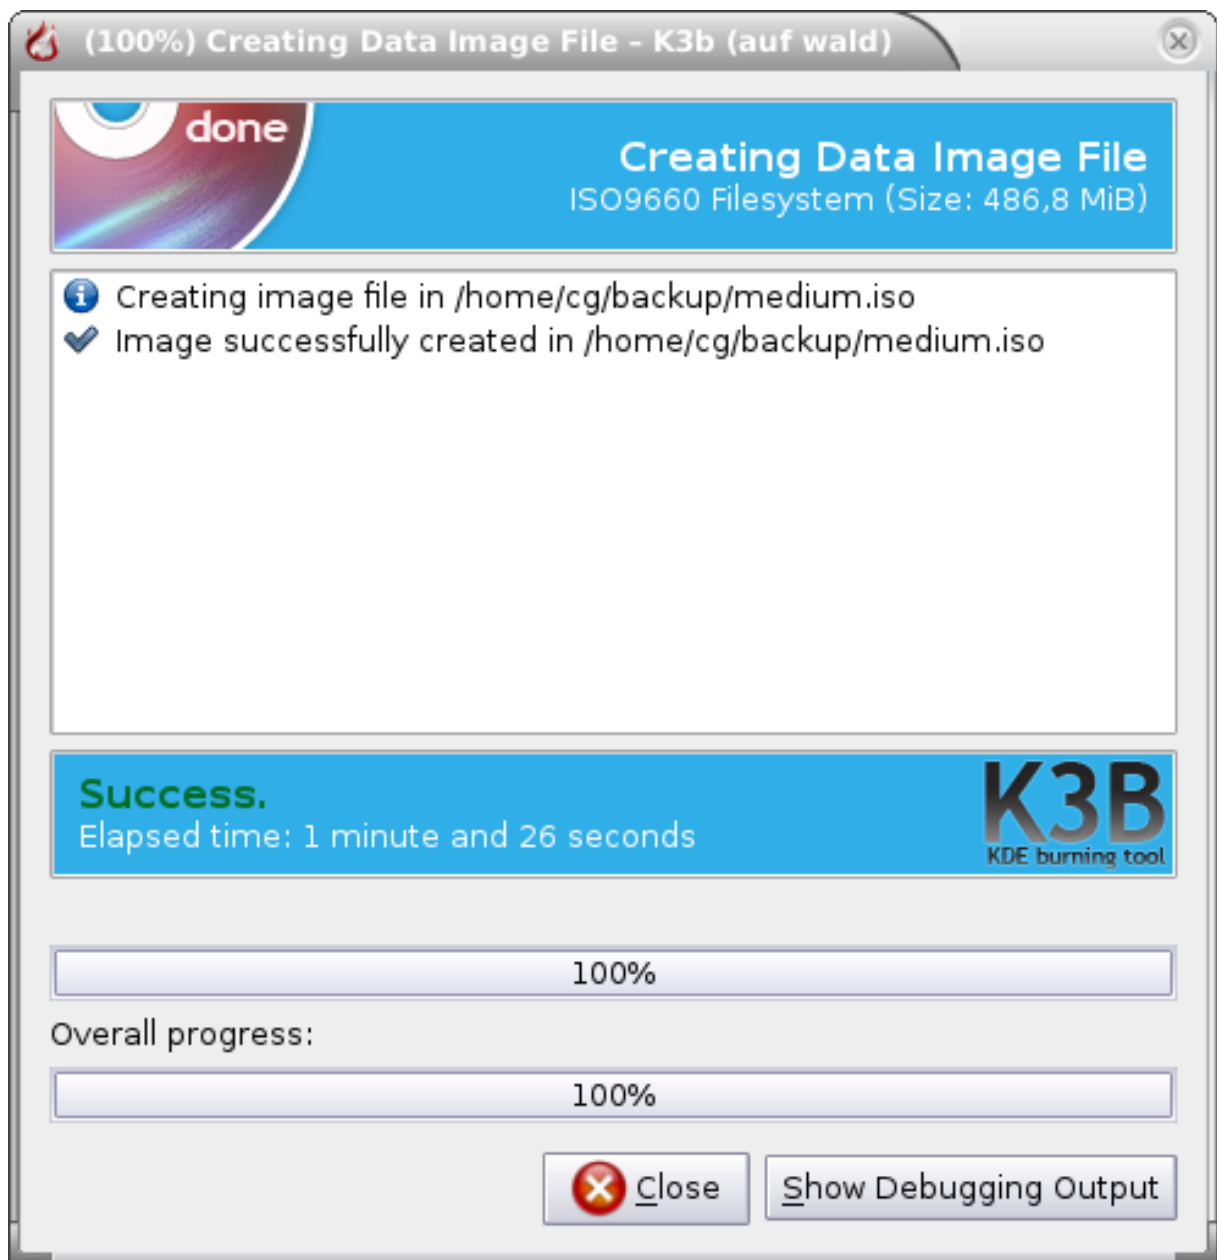 (100%) Creating Data Image File – K3b (auf wald)
done
Creating Data Image File
ISO9660 Filesystem (Size: 486,8 MiB)
Creating image file in /home/cg/backup/medium.iso
Image successfully created in /home/cg/backup/medium.iso
Success.
Elapsed time: 1 minute and 26 seconds
K3B
KDE burning tool
100%
Overall progress:
100%
Close
Show Debugging Output